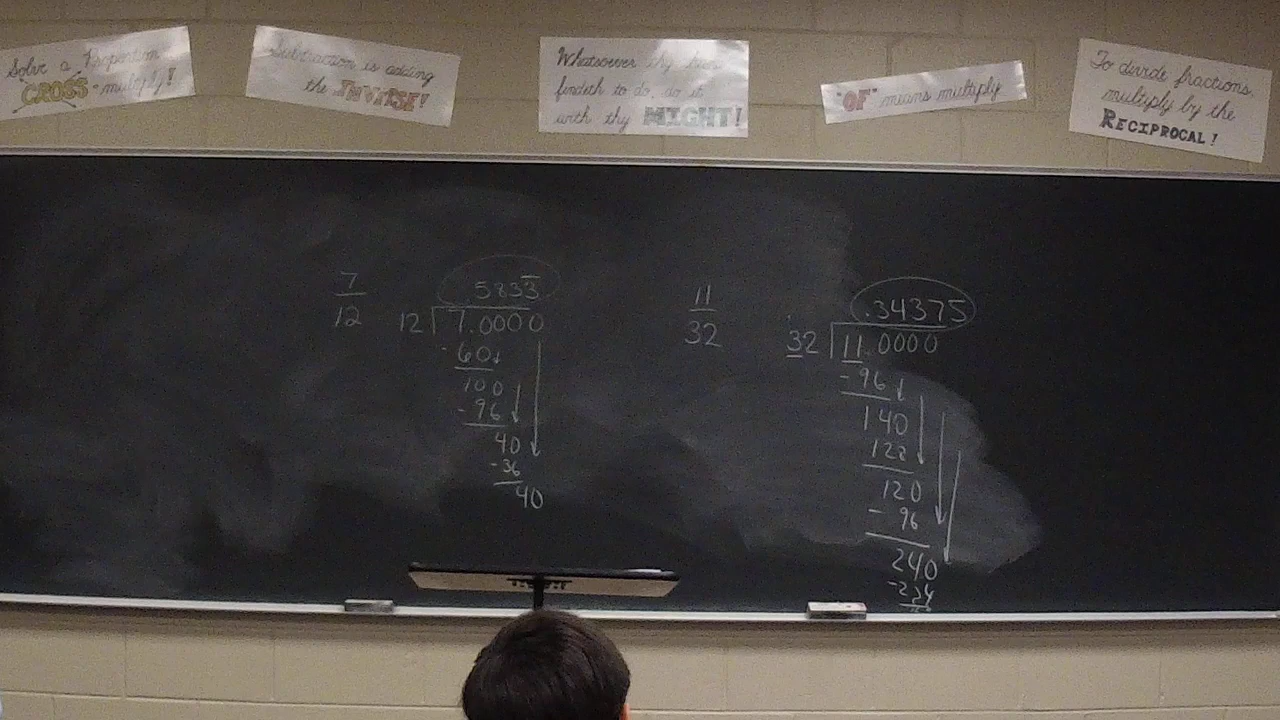 Solve a Proportion
CROSS-multiply!
Subtraction is adding
the INVERSE!
Whatsoever thy
findeth to do, do it
with thy MIGHT!
"OF" means multiply
To divide fractions,
multiply by the
RECIPROCAL!
7
12
5833̅
12 7.0000
-60
100
-96
40
-36
40
11
32
.34375
32 11.0000
-96
140
122
120
-96
240
-224